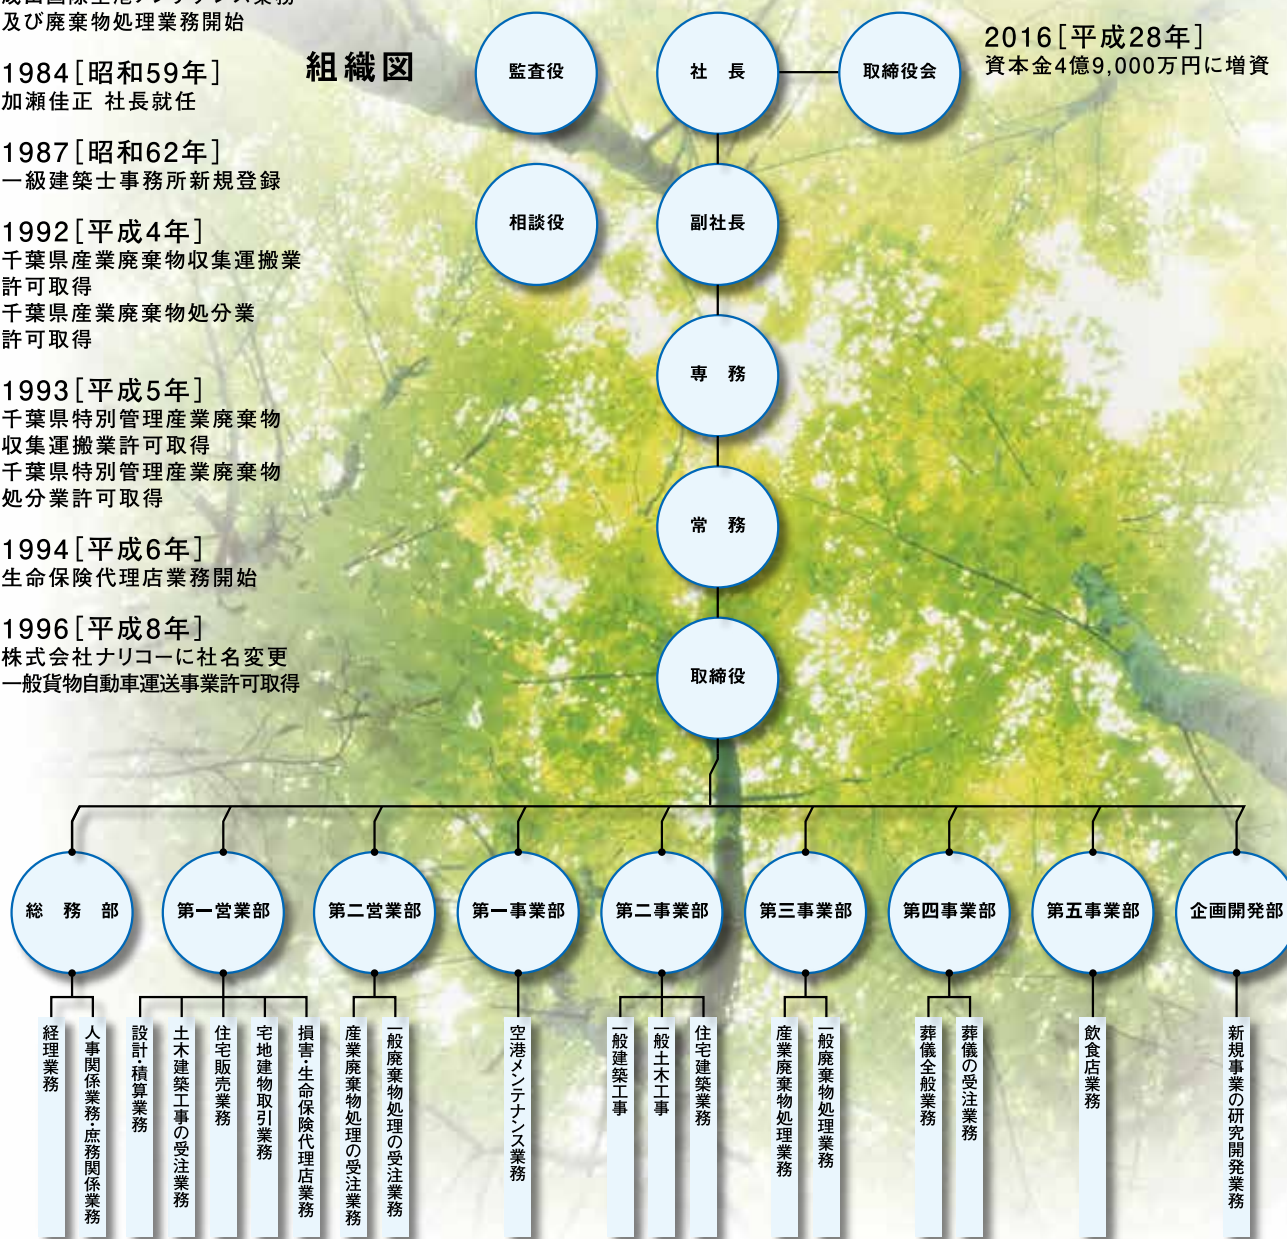 及び廃棄物処理業務開始
1984[昭和59年]
加瀬佳正 社長就任
1987[昭和62年]
一級建築士事務所新規登録
1992[平成4年]
千葉県産業廃棄物収集運搬業
許可取得
千葉県産業廃棄物処分業
許可取得
1993[平成5年]
千葉県特別管理産業廃棄物
収集運搬業許可取得
千葉県特別管理産業廃棄物
処分業許可取得
1994[平成6年]
生命保険代理店業務開始
1996[平成8年]
株式会社ナリコーに社名変更
一般貨物自動車運送事業許可取得
2016[平成28年]
資本金4億9,000万円に増資
組織図
監査役
社 長
取締役会
相談役
副社長
専 務
常 務
取締役
総 務 部
第一営業部
第二営業部
第一事業部
第二事業部
第三事業部
第四事業部
第五事業部
企画開発部
経理業務
人事関係業務・庶務関係業務
設計・積算業務
土木建築工事の受注業務
住宅販売業務
宅地建物取引業務
損害・生命保険代理店業務
産業廃棄物処理の受注業務
一般廃棄物処理の受注業務
空港メンテナンス業務
一般建築工事
一般土木工事
住宅建築業務
産業廃棄物処理業務
一般廃棄物処理業務
葬儀全般業務
葬儀の受注業務
飲食店業務
新規事業の研究開発業務